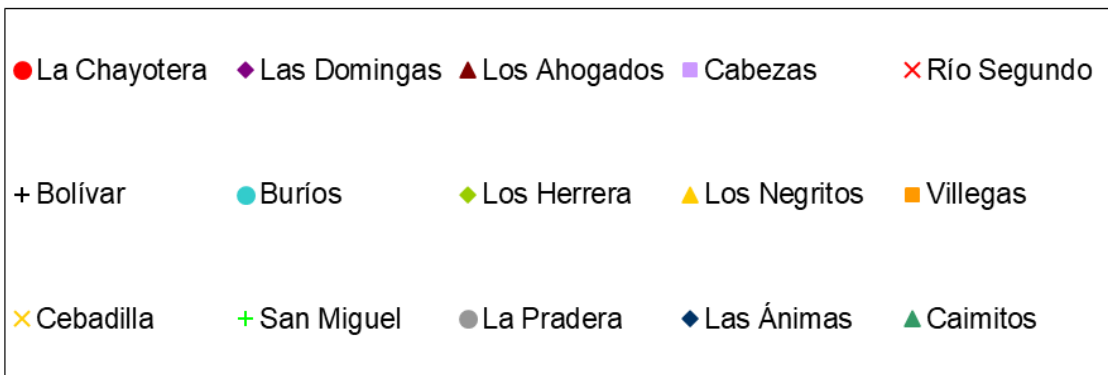 La Chayotera Las Domingas Los Ahogados Cabezas Río Segundo
Bolívar Buríos Los Herrera Los Negritos Villegas
Cebadilla San Miguel La Pradera Las Ánimas Caimitos